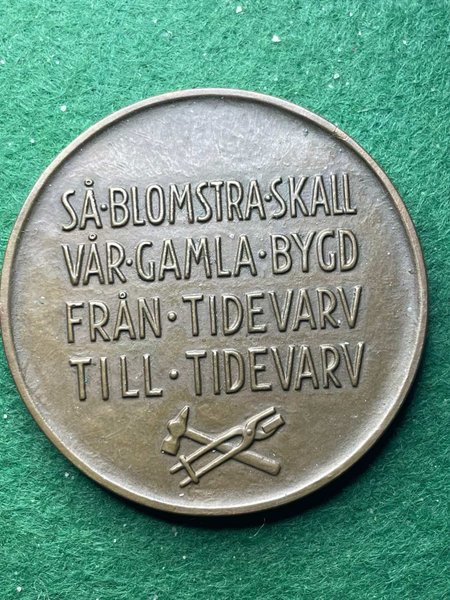 SÅ·BLOMSTRA·SKALL
VÅR·GAMLA·BYGD
FRÅN·TIDEVARV
TILL·TIDEVARV